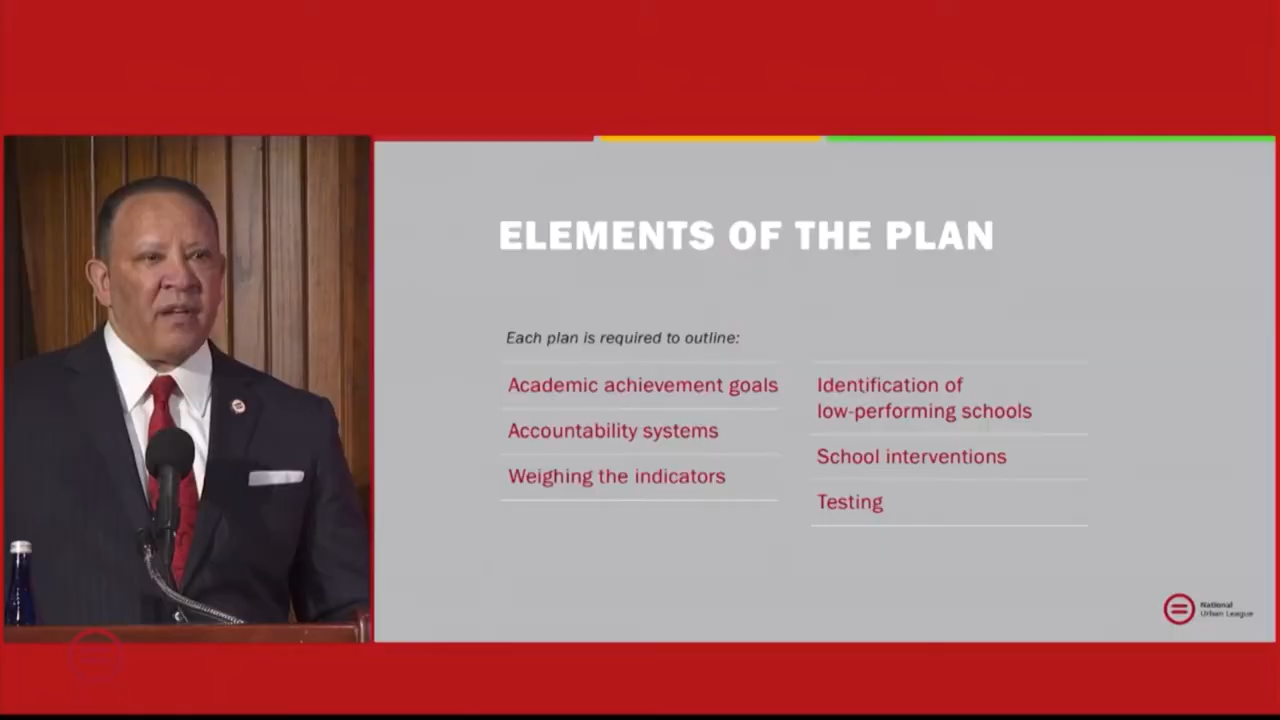 ELEMENTS OF THE PLAN
Each plan is required to outline:
Academic achievement goals
Accountability systems
Weighing the indicators
Identification of
low-performing schools
School interventions
Testing
National
Urban League